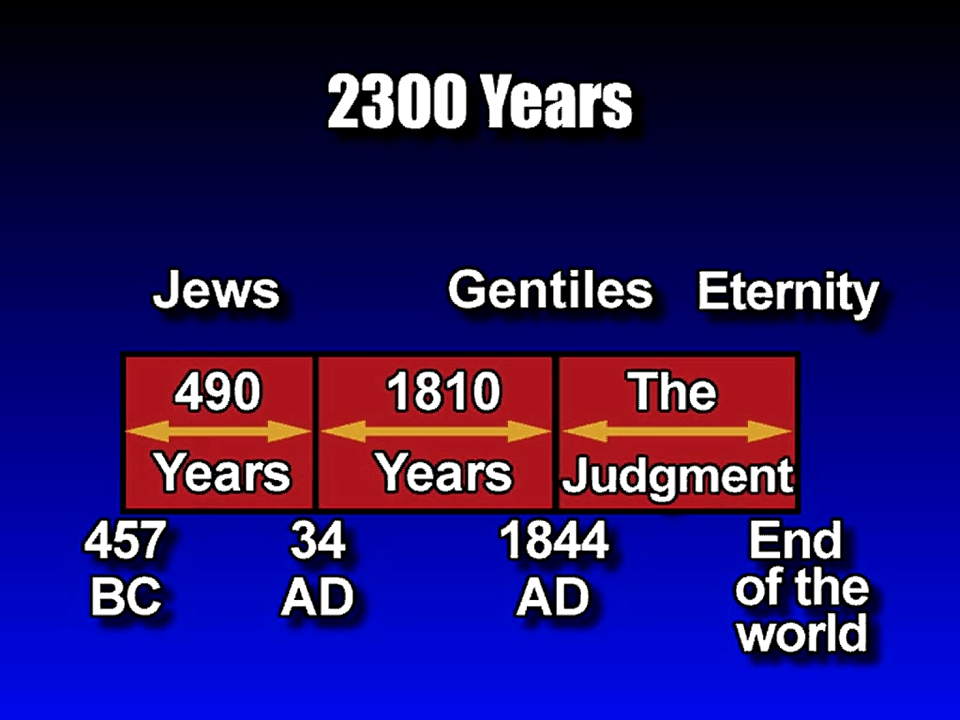 2300 Years
Jews Gentiles Eternity
490 1810 The
Years Years Judgment
457 34 1844 End
BC AD AD of the
world